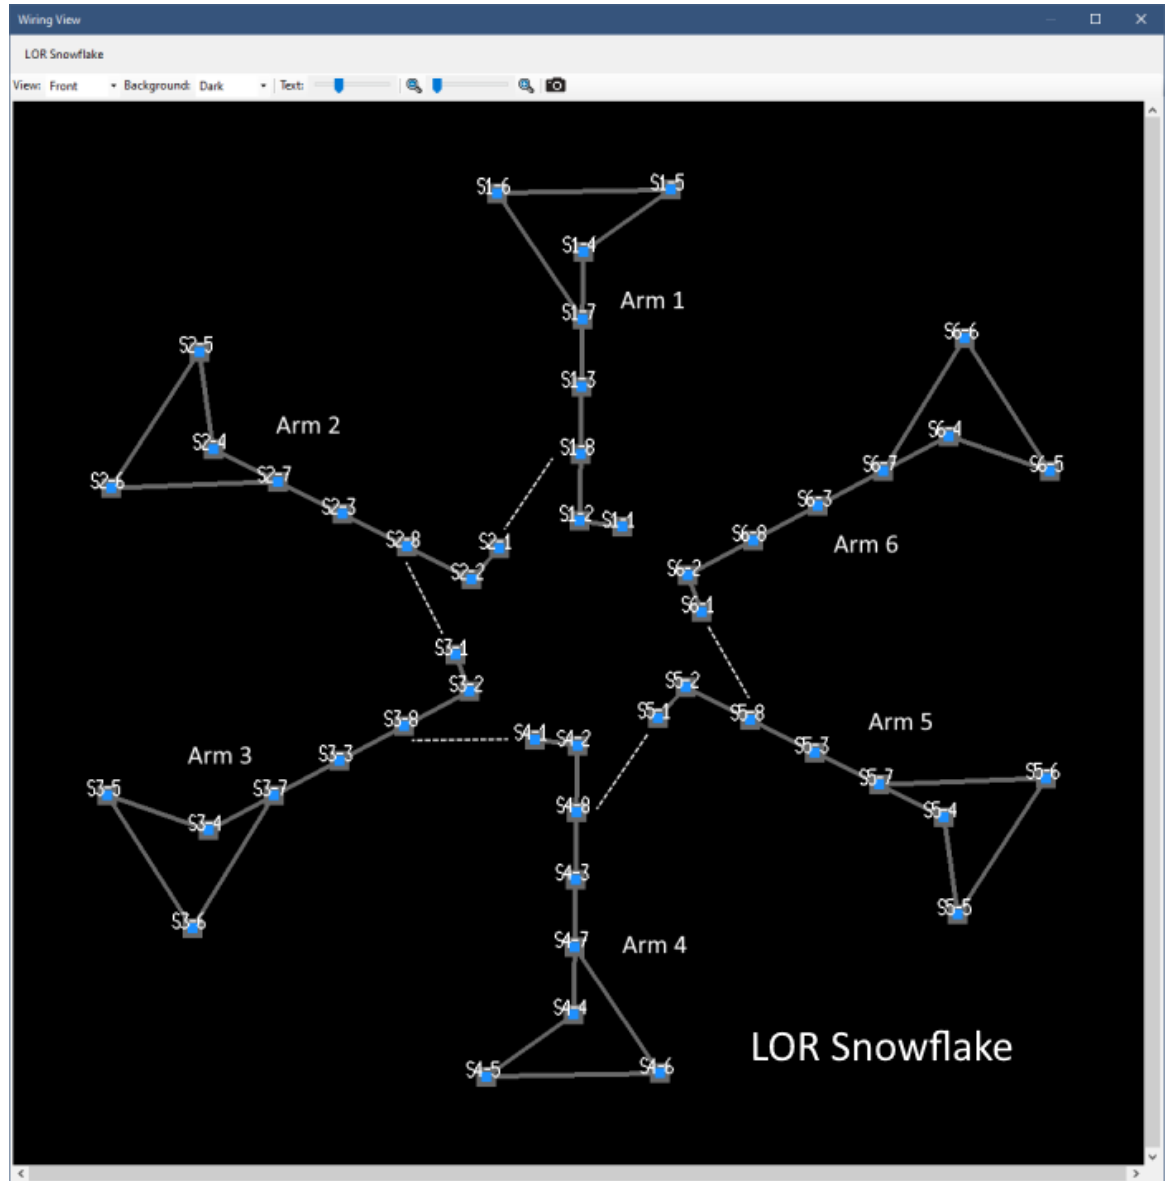 Wiring View
LOR Snowflake
View: Front Background: Dark Text:
S1-6 S1-5
S1-4
Arm 1
S1-7
S6-6
S2-5
S1-3
Arm 2
S6-4
S2-4
S1-8
S6-7 S6-5
S2-6 S2-7
S6-3
S2-3
S1-2 S1-1
S6-8
Arm 6
S2-8 S2-1
S2-2
S6-2
S6-1
S3-1
S3-2
S5-2
S5-1 S5-8
Arm 5
S3-8
S4-1 S4-2
S3-3
S5-3
Arm 3
S5-7 S5-6
S3-5 S3-7
S4-8
S5-4
S3-4
S4-3
S5-5
S3-6
S4-7
Arm 4
S4-4
LOR Snowflake
S4-5 S4-6